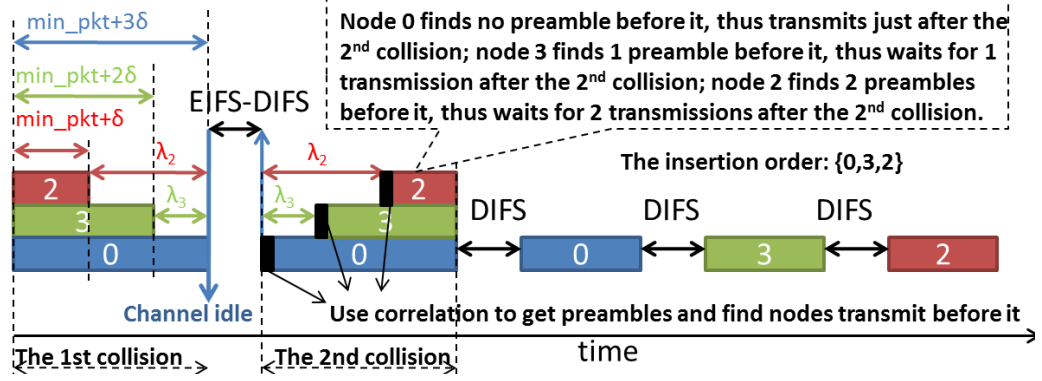 min_pkt+3δ
min_pkt+2δ
min_pkt+δ
EIFS-DIFS
Node 0 finds no preamble before it, thus transmits just after the
2nd collision; node 3 finds 1 preamble before it, thus waits for 1
transmission after the 2nd collision; node 2 finds 2 preambles
before it, thus waits for 2 transmissions after the 2nd collision.
The insertion order: {0,3,2}
λ2
λ2
2
2
λ3
λ3
3
3
DIFS
DIFS
DIFS
0
0
0
3
2
Channel idle
Use correlation to get preambles and find nodes transmit before it
The 1st collision
The 2nd collision
time